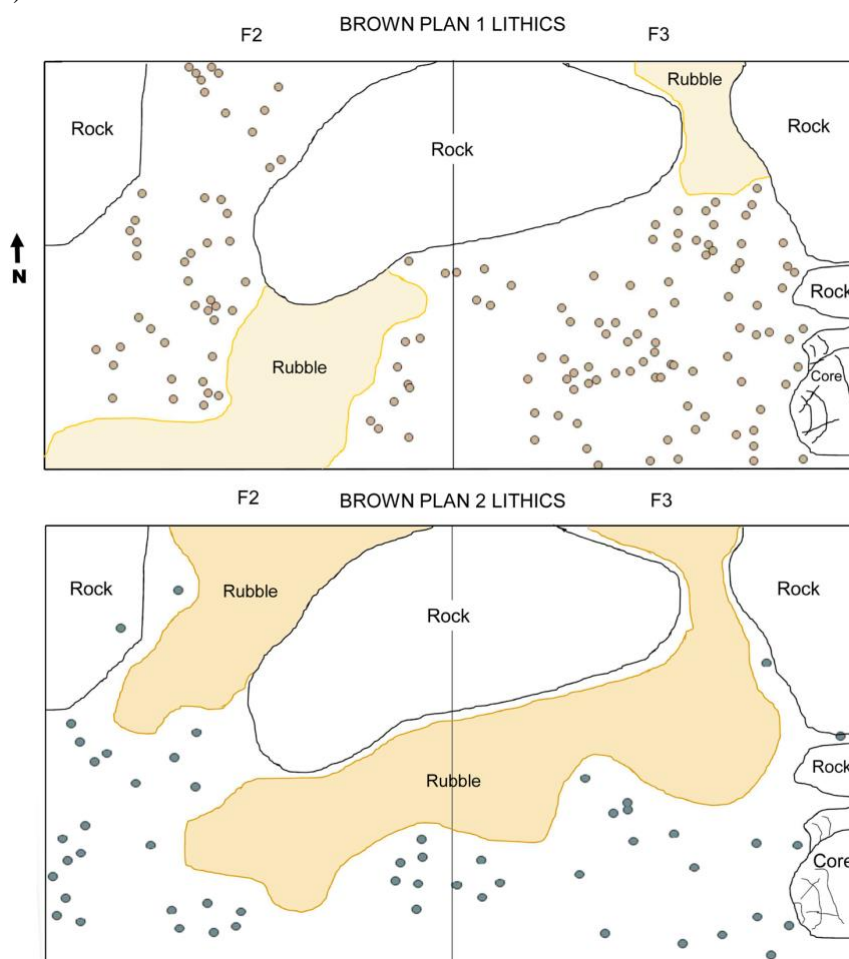 )
BROWN PLAN 1 LITHICS
F2 F3
Rubble
Rock Rock
Rock
N
Rock
Rubble
Core
F2 BROWN PLAN 2 LITHICS F3
Rock Rubble Rock
Rock
Rock
Rubble
Core